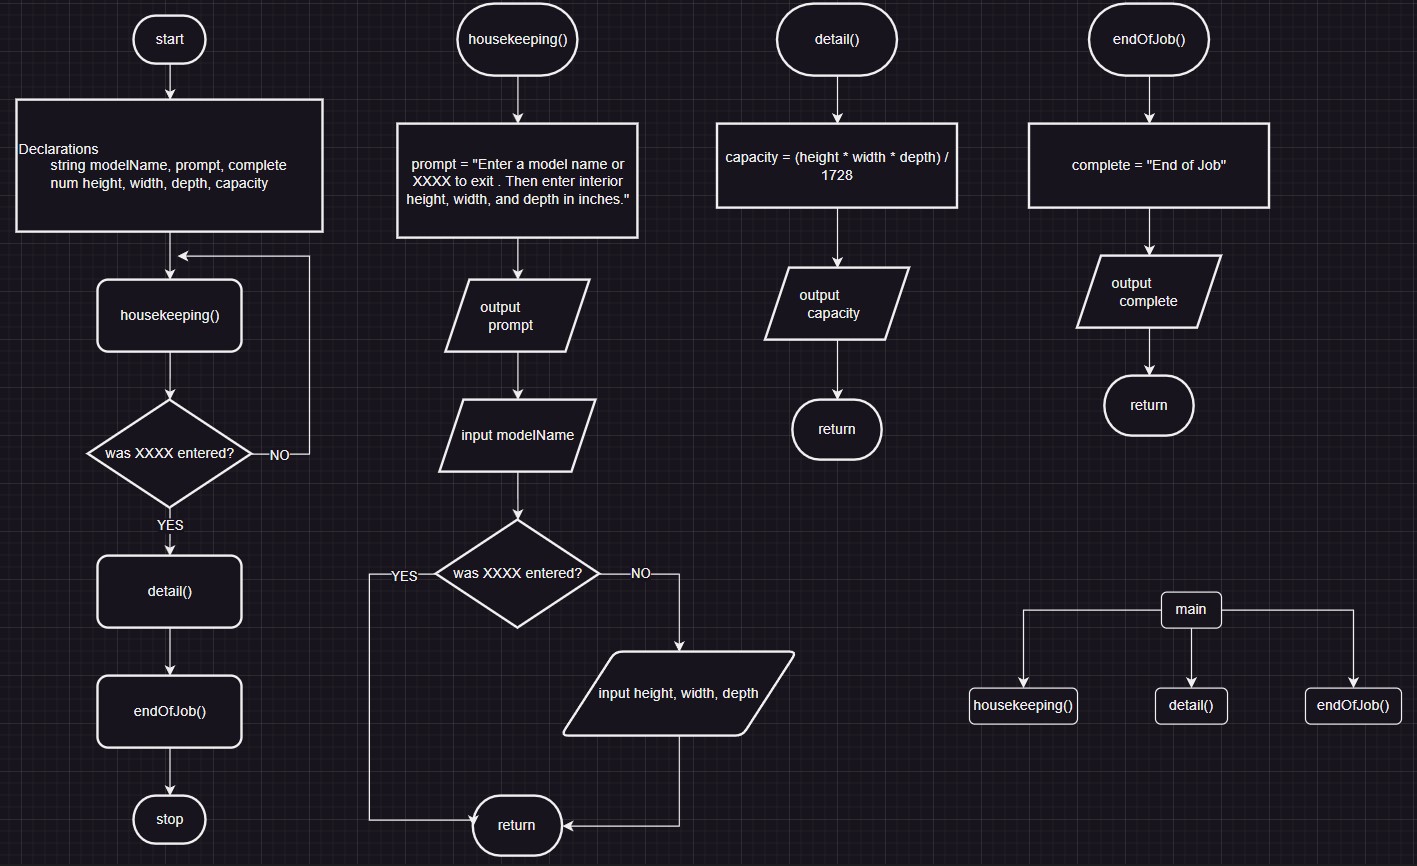 start
Declarations
string modelName, prompt, complete
num height, width, depth, capacity
housekeeping()
was XXXX entered?
NO
YES
detail()
endOfJob()
stop
housekeeping()
prompt = "Enter a model name or
XXXX to exit . Then enter interior
height, width, and depth in inches."
output
prompt
input modelName
was XXXX entered?
YES
NO
input height, width, depth
return
detail()
capacity = (height * width * depth) /
1728
output
capacity
return
endOfJob()
complete = "End of Job"
output
complete
return
main
housekeeping()
detail()
endOfJob()